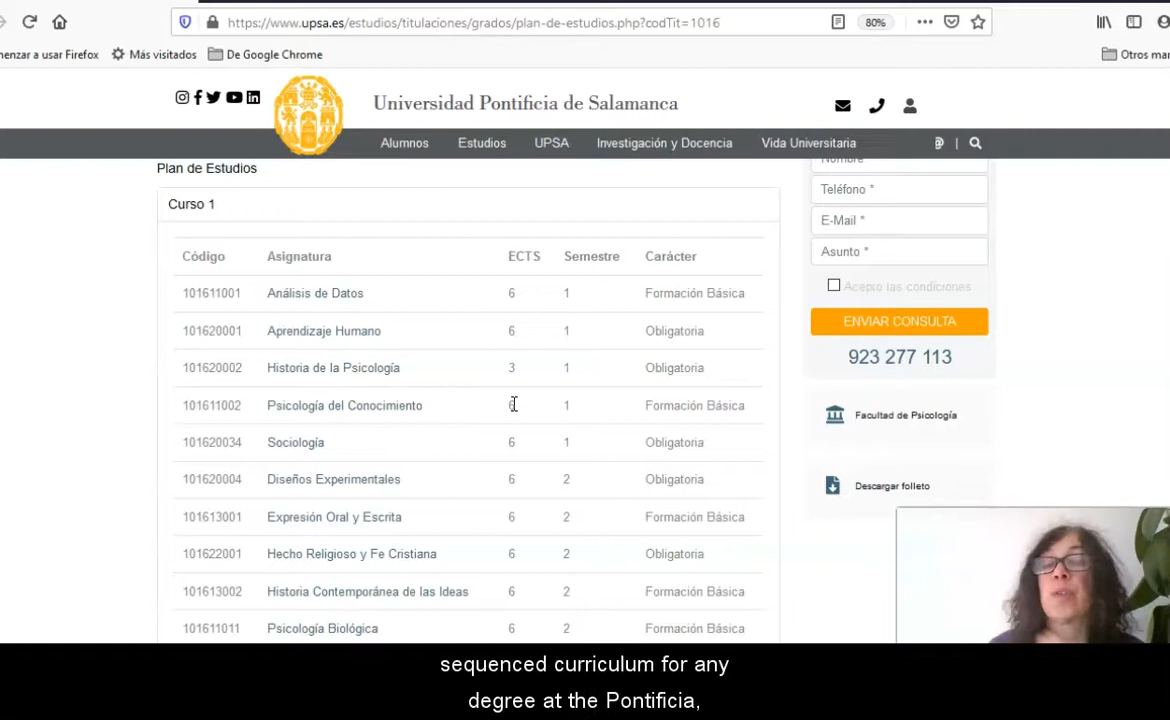 https://www.upsa.es/estudios/titulaciones/grados/plan-de-estudios.php?codTit=1016
80%
menzar a usar Firefox
Más visitados
De Google Chrome
Otros mar
Universidad Pontificia de Salamanca
Alumnos Estudios UPSA Investigación y Docencia Vida Universitaria @ |
Plan de Estudios
Nombre
Teléfono *
E-Mail *
Asunto *
Acepto las condiciones
ENVIAR CONSULTA
923 277 113
Facultad de Psicología
Descargar folleto
Curso 1
Código Asignatura ECTS Semestre Carácter
101611001 Análisis de Datos 6 1 Formación Básica
101620001 Aprendizaje Humano 6 1 Obligatoria
101620002 Historia de la Psicología 3 1 Obligatoria
101611002 Psicología del Conocimiento 6 1 Formación Básica
101620034 Sociología 6 1 Obligatoria
101620004 Diseños Experimentales 6 2 Obligatoria
101613001 Expresión Oral y Escrita 6 2 Formación Básica
101622001 Hecho Religioso y Fe Cristiana 6 2 Obligatoria
101613002 Historia Contemporánea de las Ideas 6 2 Formación Básica
101611011 Psicología Biológica 6 2 Formación Básica
sequenced curriculum for any
degree at the Pontificia,